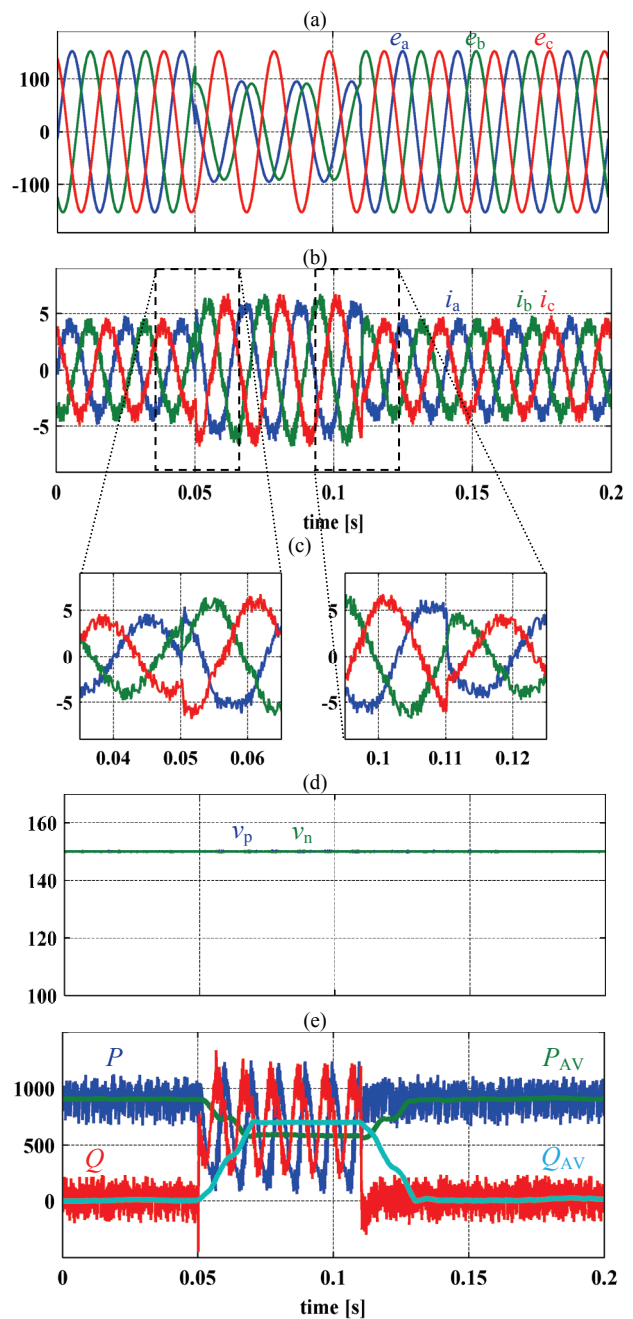 (a)
e_a e_b e_c
100
0
-100
(b)
i_a i_b i_c
5
0
-5
0 0.05 0.1 0.15 0.2
time [s]
(c)
5
0
-5
0.04 0.05 0.06
5
0
-5
0.1 0.11 0.12
(d)
v_p v_n
160
140
120
100
(e)
P P_AV
1000
500
Q Q_AV
0
0 0.05 0.1 0.15 0.2
time [s]